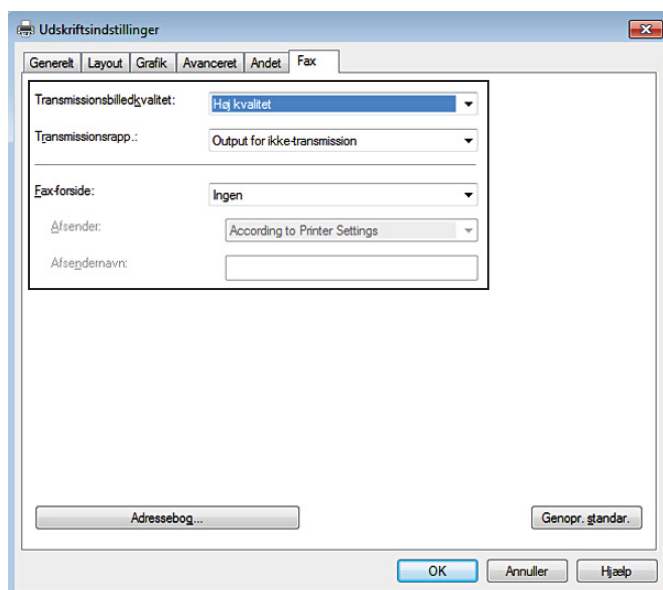 Udskriftsindstillinger
Generelt Layout Grafik Avanceret Andet Fax
Transmissionsbilledkvalitet: Høj kvalitet
Transmissionsrapp.: Output for ikke-transmission
Fax-forside: Ingen
Afsender: According to Printer Settings
Afsendernavn:
Adressebog...
Genopr. standar.
OK Annuller Hjælp